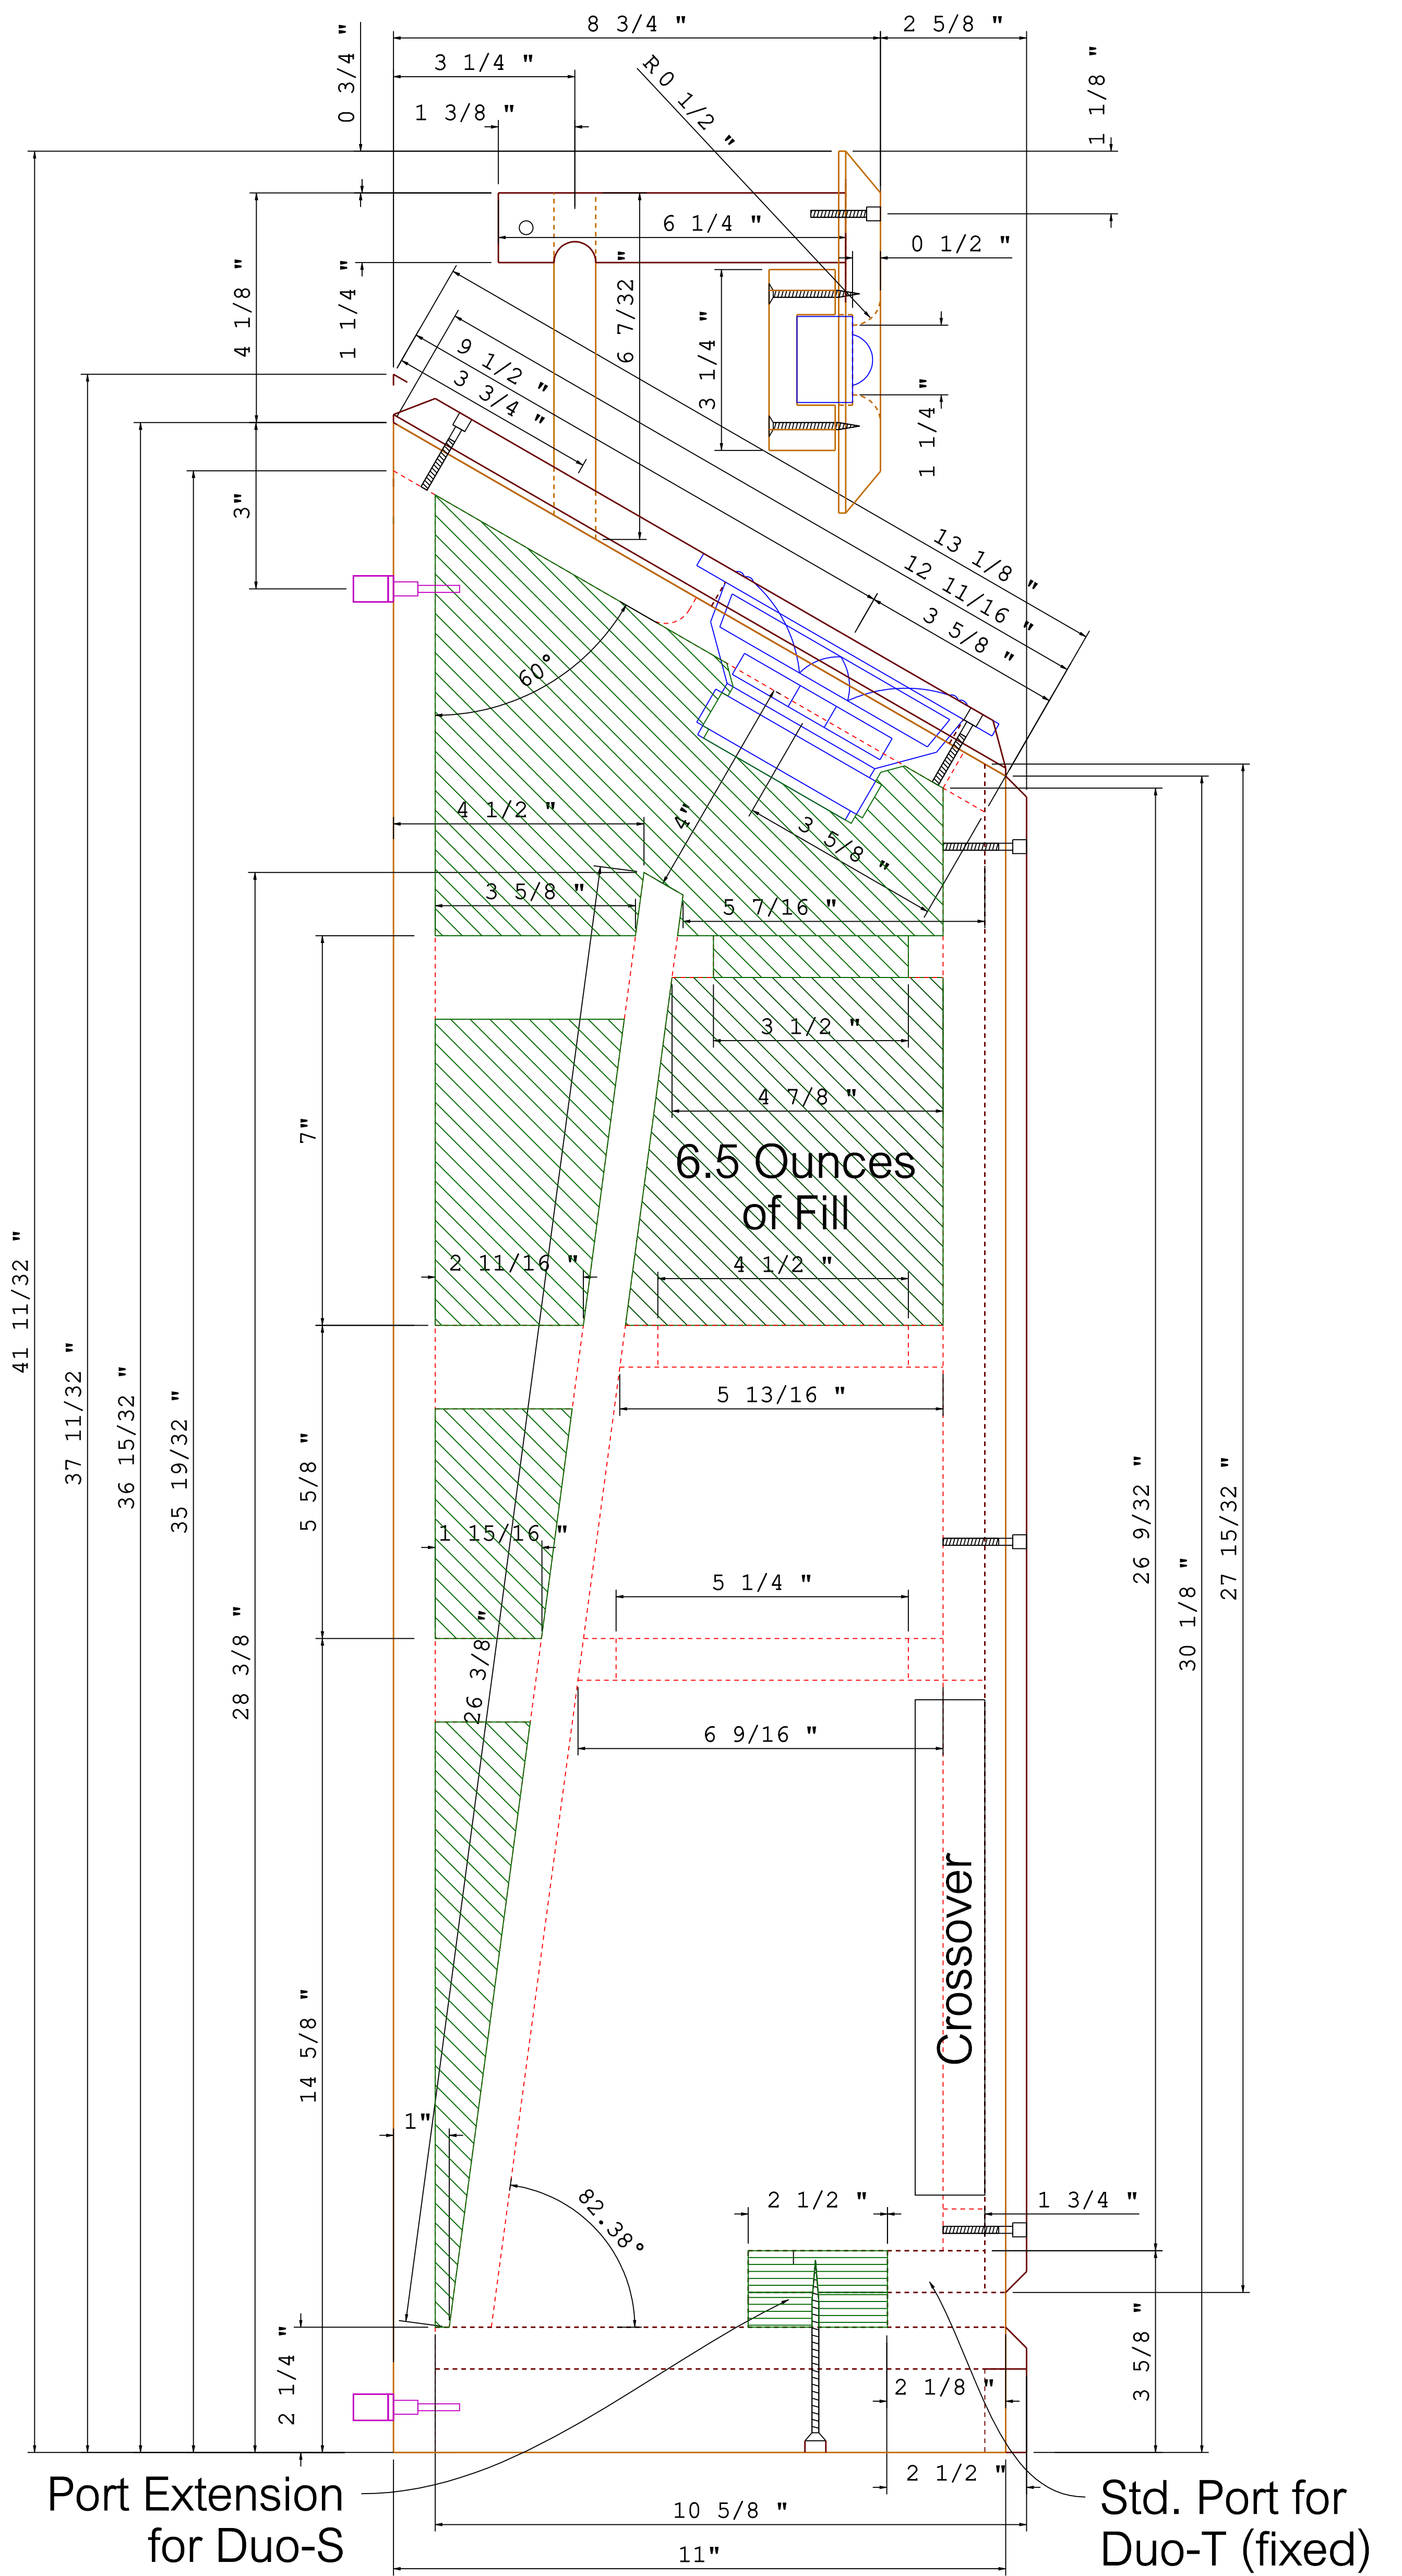 8 3/4 "
2 5/8 "
0 3/4 "
3 1/4 "
R0 1/2 "
1 1/8 "
1 3/8 "
6 1/4 "
0 1/2 "
4 1/8 "
1 1/4 "
6 7/32 "
3 1/4 "
9 1/2 "
3 3/4 "
1 1/4 "
3"
13 1/8 "
12 11/16 "
3 5/8 "
60°
4 1/2 "
4"
3 5/8 "
3 5/8 "
5 7/16 "
3 1/2 "
4 7/8 "
7"
6.5 Ounces
of Fill
41 11/32 "
2 11/16 "
4 1/2 "
37 11/32 "
36 15/32 "
35 19/32 "
5 13/16 "
5 5/8 "
26 9/32 "
27 15/32 "
1 15/16 "
5 1/4 "
30 1/8 "
28 3/8 "
26 3/8 "
6 9/16 "
Crossover
14 5/8 "
1"
82.38°
2 1/2 "
1 3/4 "
2 1/4 "
2 1/8 "
3 5/8 "
2 1/2 "
Port Extension
for Duo-S
Std. Port for
Duo-T (fixed)
10 5/8 "
11"